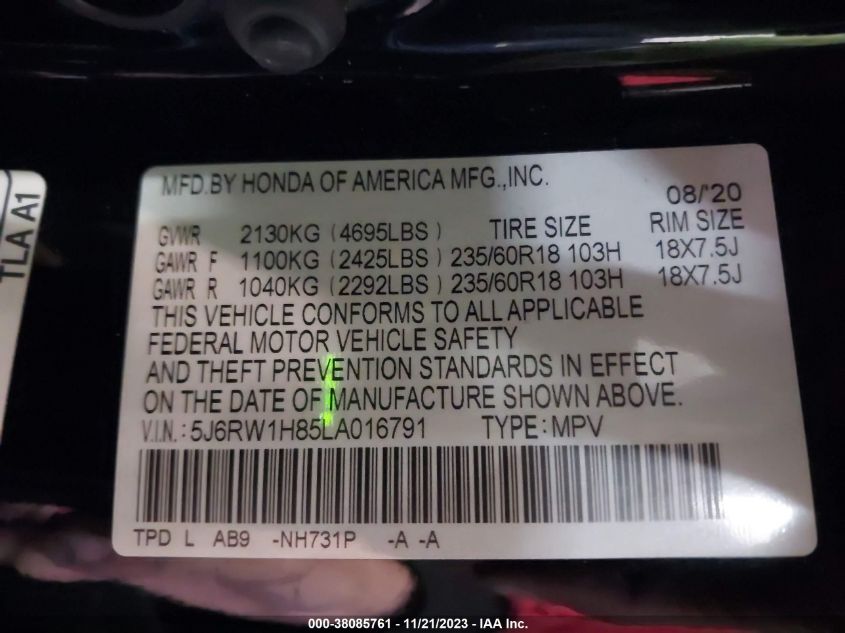 TLA A1
MFD.BY HONDA OF AMERICA MFG.,INC.
08/'20
GVWR 2130KG (4695LBS) TIRE SIZE RIM SIZE
GAWR F 1100KG (2425LBS) 235/60R18 103H 18X7.5J
GAWR R 1040KG (2292LBS) 235/60R18 103H 18X7.5J
THIS VEHICLE CONFORMS TO ALL APPLICABLE
FEDERAL MOTOR VEHICLE SAFETY
AND THEFT PREVENTION STANDARDS IN EFFECT
ON THE DATE OF MANUFACTURE SHOWN ABOVE.
V.I.N.: 5J6RW1H85LA016791 TYPE: MPV
TPD L AB9 -NH731P -A -A
000-38085761 - 11/21/2023 - IAA Inc.